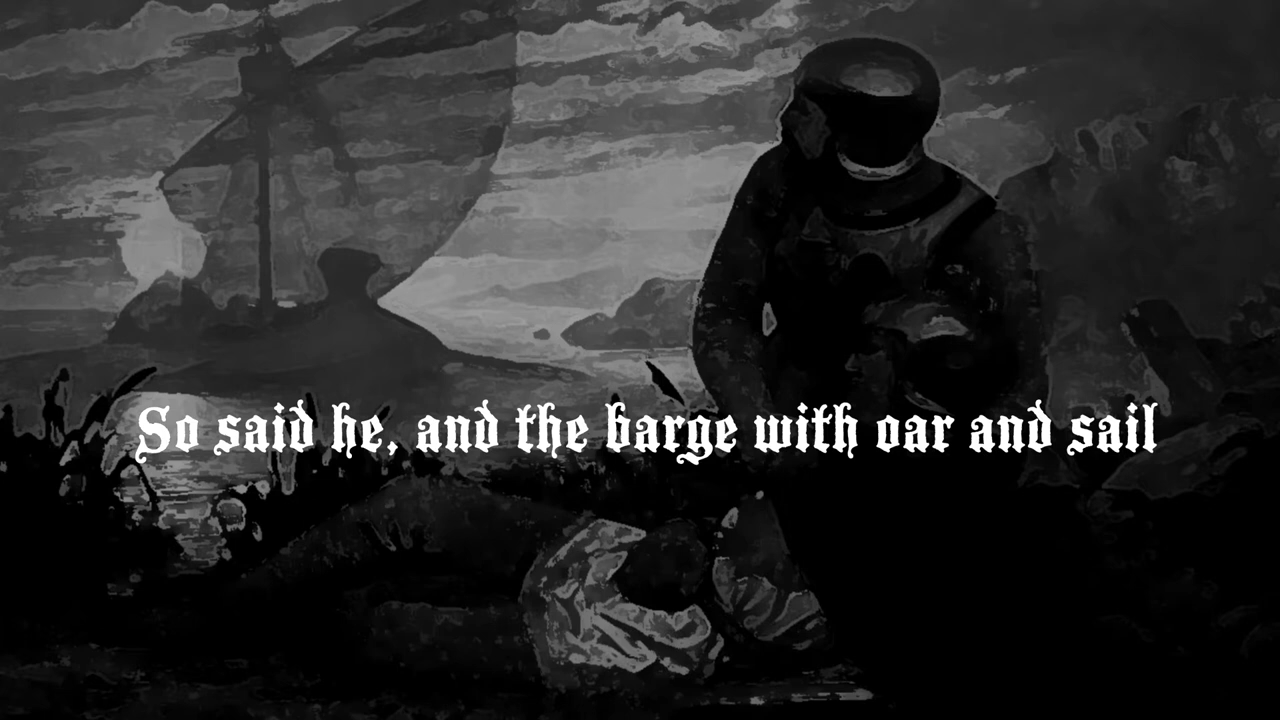 So said he, and the barge with oar and sail